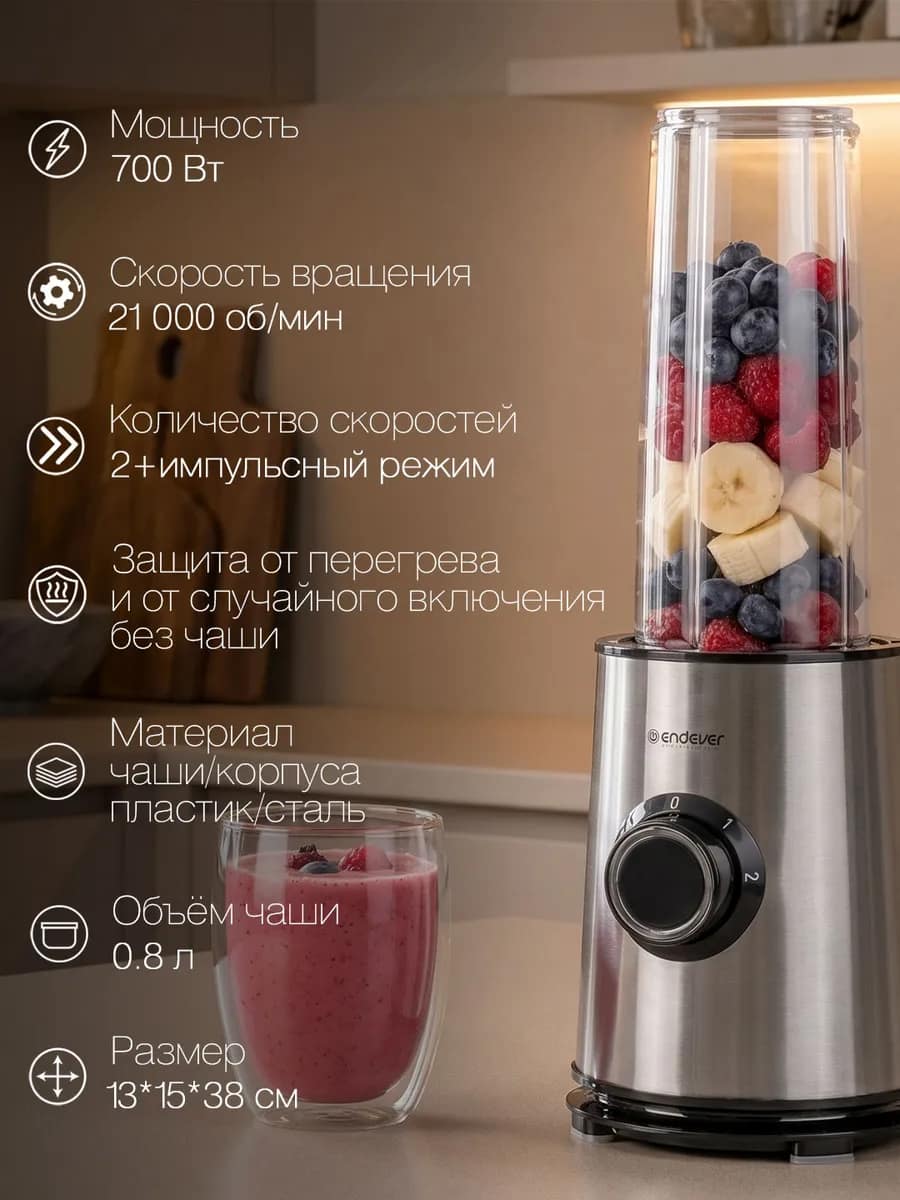 Мощность
700 Вт
Скорость вращения
21 000 об/мин
Количество скоростей
2+импульсный режим
Защита от перегрева
и от случайного включения
без чаши
Материал
чаши/корпуса
пластик/сталь
Объём чаши
0.8 л
Размер
13*15*38 см
endever
0
1
2